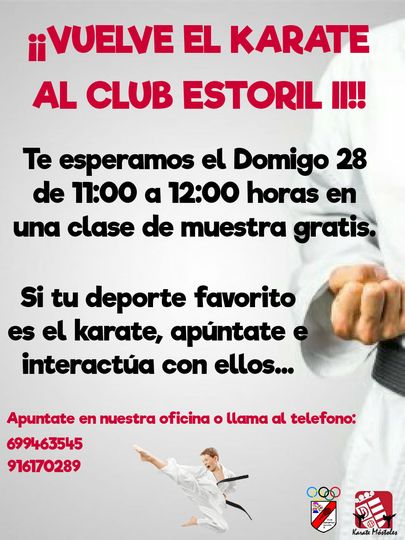 ¡¡VUELVE EL KARATE
AL CLUB ESTORIL II!!
Te esperamos el Domigo 28
de 11:00 a 12:00 horas en
una clase de muestra gratis.
Si tu deporte favorito
es el karate, apúntate e
interactúa con ellos...
Apuntate en nuestra oficina o llama al telefono:
699463545
916170289
Karate Móstoles